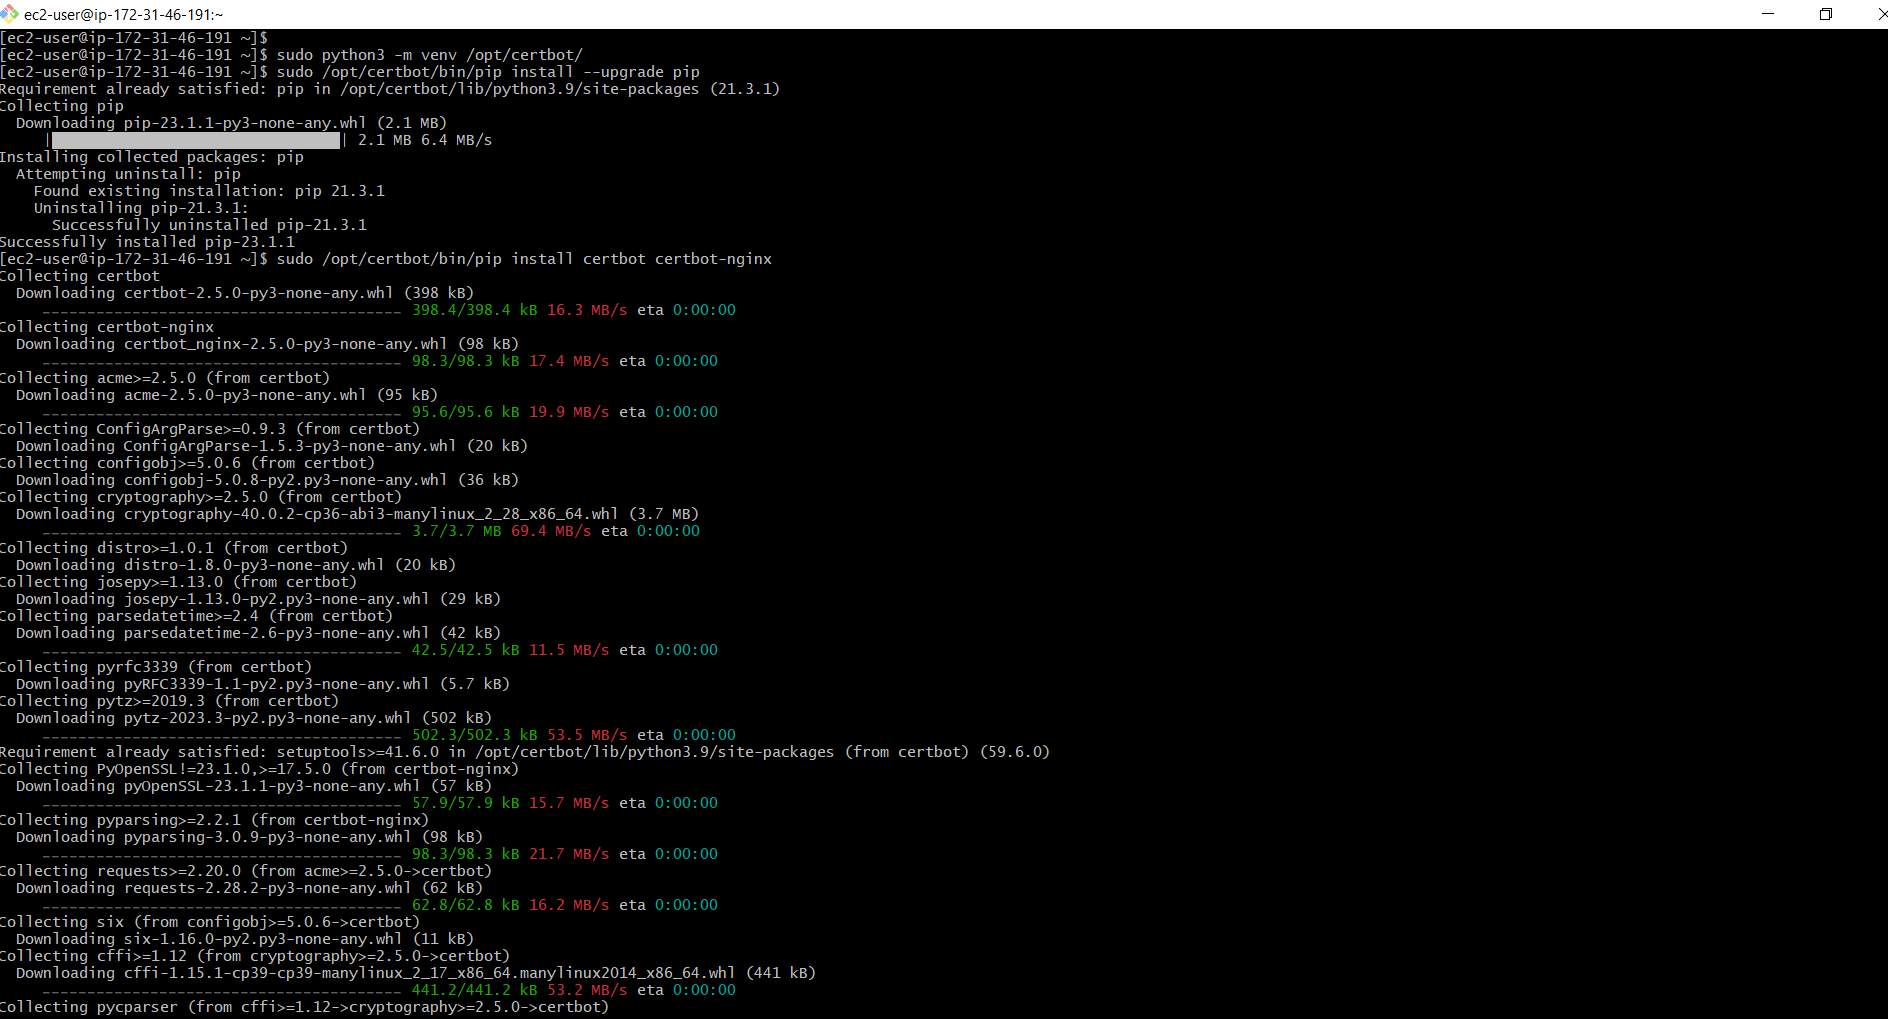 ec2-user@ip-172-31-46-191:~
[ec2-user@ip-172-31-46-191 ~]$
[ec2-user@ip-172-31-46-191 ~]$ sudo python3 -m venv /opt/certbot/
[ec2-user@ip-172-31-46-191 ~]$ sudo /opt/certbot/bin/pip install --upgrade pip
Requirement already satisfied: pip in /opt/certbot/lib/python3.9/site-packages (21.3.1)
Collecting pip
  Downloading pip-23.1.1-py3-none-any.whl (2.1 MB)
     |████████████████████████████████| 2.1 MB 6.4 MB/s
Installing collected packages: pip
  Attempting uninstall: pip
    Found existing installation: pip 21.3.1
    Uninstalling pip-21.3.1:
      Successfully uninstalled pip-21.3.1
Successfully installed pip-23.1.1
[ec2-user@ip-172-31-46-191 ~]$ sudo /opt/certbot/bin/pip install certbot certbot-nginx
Collecting certbot
  Downloading certbot-2.5.0-py3-none-any.whl (398 kB)
     ---------------------------------------- 398.4/398.4 kB 16.3 MB/s eta 0:00:00
Collecting certbot-nginx
  Downloading certbot_nginx-2.5.0-py3-none-any.whl (98 kB)
     ---------------------------------------- 98.3/98.3 kB 17.4 MB/s eta 0:00:00
Collecting acme>=2.5.0 (from certbot)
  Downloading acme-2.5.0-py3-none-any.whl (95 kB)
     ---------------------------------------- 95.6/95.6 kB 19.9 MB/s eta 0:00:00
Collecting ConfigArgParse>=0.9.3 (from certbot)
  Downloading ConfigArgParse-1.5.3-py3-none-any.whl (20 kB)
Collecting configobj>=5.0.6 (from certbot)
  Downloading configobj-5.0.8-py2.py3-none-any.whl (36 kB)
Collecting cryptography>=2.5.0 (from certbot)
  Downloading cryptography-40.0.2-cp36-abi3-manylinux_2_28_x86_64.whl (3.7 MB)
     ---------------------------------------- 3.7/3.7 MB 69.4 MB/s eta 0:00:00
Collecting distro>=1.0.1 (from certbot)
  Downloading distro-1.8.0-py3-none-any.whl (20 kB)
Collecting josepy>=1.13.0 (from certbot)
  Downloading josepy-1.13.0-py2.py3-none-any.whl (29 kB)
Collecting parsedatetime>=2.4 (from certbot)
  Downloading parsedatetime-2.6-py3-none-any.whl (42 kB)
     ---------------------------------------- 42.5/42.5 kB 11.5 MB/s eta 0:00:00
Collecting pyrfc3339 (from certbot)
  Downloading pyRFC3339-1.1-py2.py3-none-any.whl (5.7 kB)
Collecting pytz>=2019.3 (from certbot)
  Downloading pytz-2023.3-py2.py3-none-any.whl (502 kB)
     ---------------------------------------- 502.3/502.3 kB 53.5 MB/s eta 0:00:00
Requirement already satisfied: setuptools>=41.6.0 in /opt/certbot/lib/python3.9/site-packages (from certbot) (59.6.0)
Collecting PyOpenSSL!=23.1.0,>=17.5.0 (from certbot-nginx)
  Downloading pyOpenSSL-23.1.1-py3-none-any.whl (57 kB)
     ---------------------------------------- 57.9/57.9 kB 15.7 MB/s eta 0:00:00
Collecting pyparsing>=2.2.1 (from certbot-nginx)
  Downloading pyparsing-3.0.9-py3-none-any.whl (98 kB)
     ---------------------------------------- 98.3/98.3 kB 21.7 MB/s eta 0:00:00
Collecting requests>=2.20.0 (from acme>=2.5.0->certbot)
  Downloading requests-2.28.2-py3-none-any.whl (62 kB)
     ---------------------------------------- 62.8/62.8 kB 16.2 MB/s eta 0:00:00
Collecting six (from configobj>=5.0.6->certbot)
  Downloading six-1.16.0-py2.py3-none-any.whl (11 kB)
Collecting cffi>=1.12 (from cryptography>=2.5.0->certbot)
  Downloading cffi-1.15.1-cp39-cp39-manylinux_2_17_x86_64.manylinux2014_x86_64.whl (441 kB)
     ---------------------------------------- 441.2/441.2 kB 53.2 MB/s eta 0:00:00
Collecting pycparser (from cffi>=1.12->cryptography>=2.5.0->certbot)